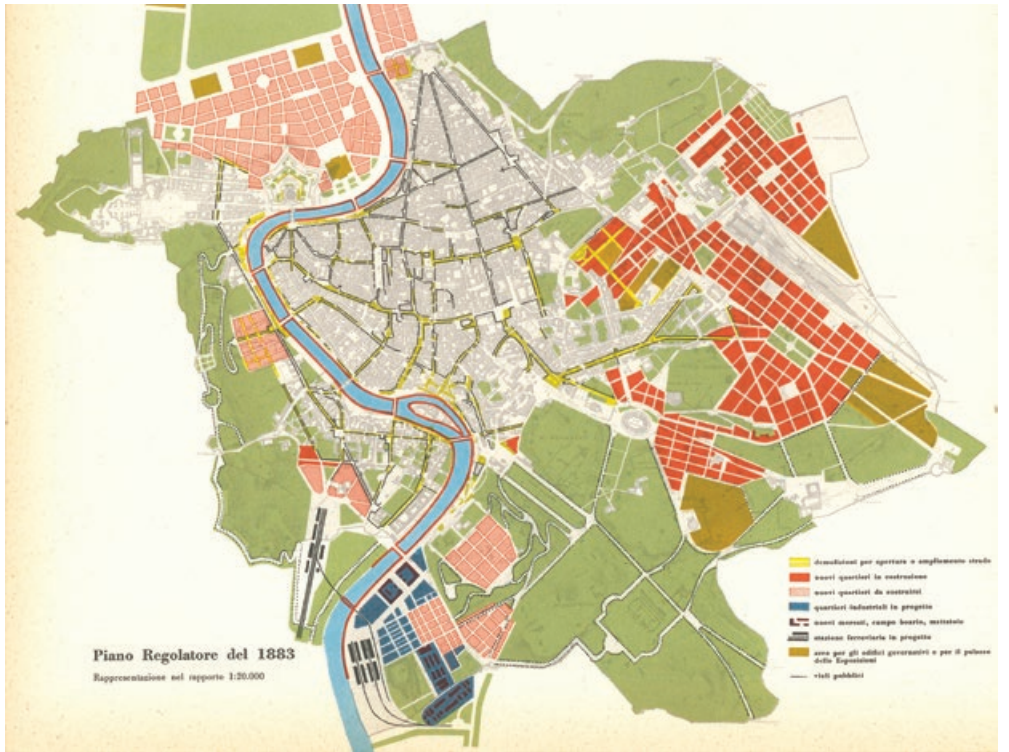 Piano Regolatore del 1883
Rappresentazione nel rapporto 1:20.000
demolizioni per apertura o ampliamento strade
nuovi quartieri in costruzione
nuovi quartieri da costruirsi
quartieri industriali in progetto
nuovi mercati, campo boario, mattatoio
stazione ferroviaria in progetto
aree per gli edifici governativi e per il palazzo
delle Esposizioni
viali pubblici